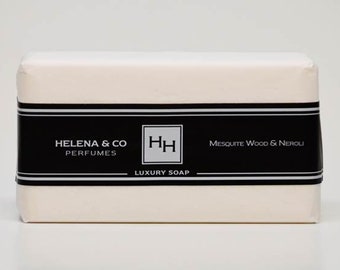 HELENA & CO
PERFUMES
HH
LUXURY SOAP
MESQUITE WOOD & NEROLI